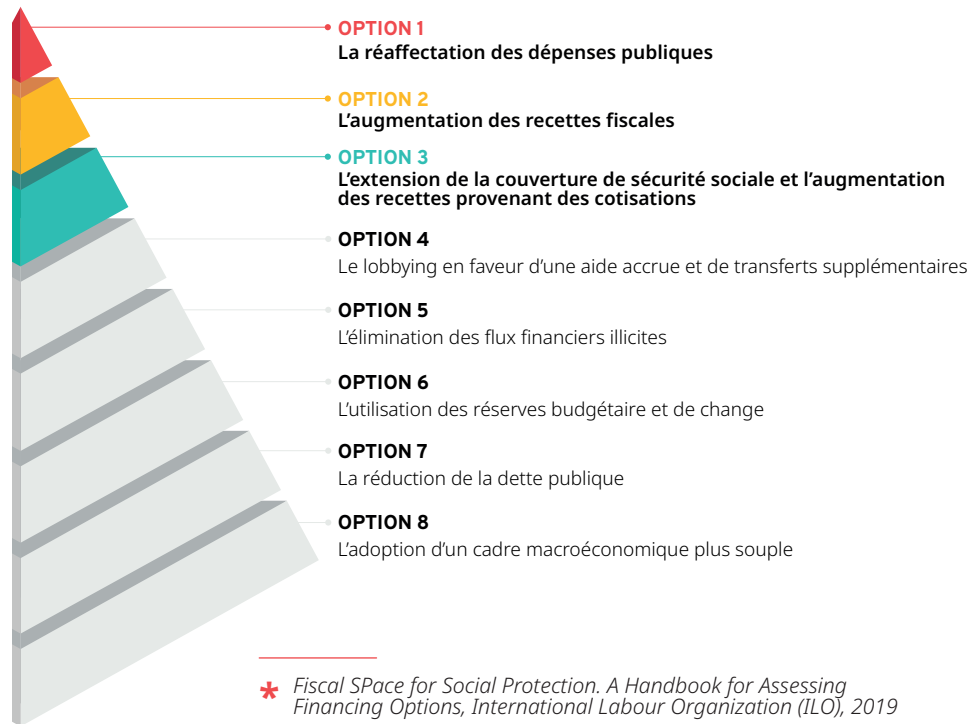 OPTION 1
La réaffectation des dépenses publiques
OPTION 2
L’augmentation des recettes fiscales
OPTION 3
L’extension de la couverture de sécurité sociale et l’augmentation
des recettes provenant des cotisations
OPTION 4
Le lobbying en faveur d’une aide accrue et de transferts supplémentaires
OPTION 5
L’élimination des flux financiers illicites
OPTION 6
L’utilisation des réserves budgétaire et de change
OPTION 7
La réduction de la dette publique
OPTION 8
L’adoption d’un cadre macroéconomique plus souple
* Fiscal SPace for Social Protection. A Handbook for Assessing
Financing Options, International Labour Organization (ILO), 2019